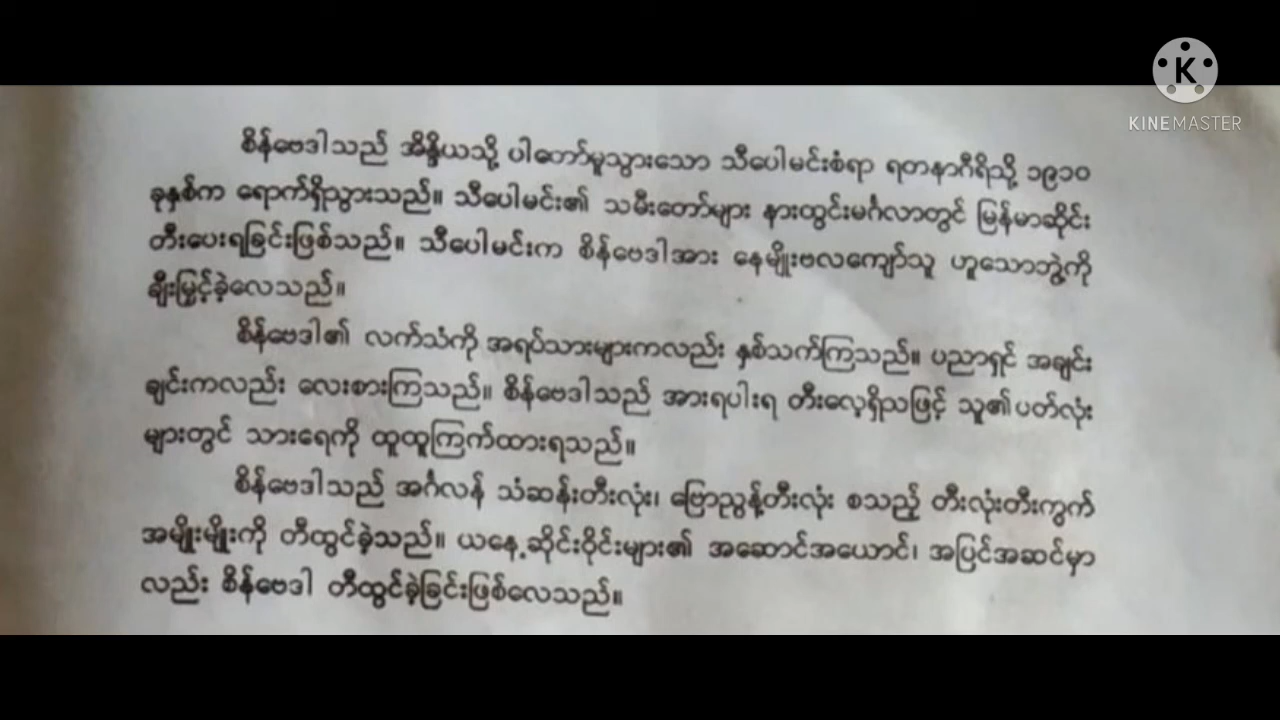 KINEMASTER
စိန်ဗေဒါသည် အိန္ဒိယသို့ ပါတော်မူသွားသော သီပေါမင်းစံရာ ရတနာဂီရိသို့ ၁၉၁၀
ခုနှစ်က ရောက်ရှိသွားသည်။ သီပေါမင်း၏ သမီးတော်များ နားထွင်းမင်္ဂလာတွင် မြန်မာဆိုင်း
တီးပေးရခြင်းဖြစ်သည်။ သီပေါမင်းက စိန်ဗေဒါအား နေမျိုးဗလကျော်သူ ဟူသောဘွဲ့ကို
ချီးမြှင့်ခဲ့လေသည်။
စိန်ဗေဒါ၏ လက်သံကို အရပ်သားများကလည်း နှစ်သက်ကြသည်။ ပညာရှင် အချင်း
ချင်းကလည်း လေးစားကြသည်။ စိန်ဗေဒါသည် အားရပါးရ တီးလေ့ရှိသဖြင့် သူ၏ပတ်လုံး
များတွင် သားရေကို ထူထူကြက်ထားရသည်။
စိန်ဗေဒါသည် အင်္ဂလန် သံဆန်းတီးလုံး၊ ဗြောညွန့်တီးလုံး စသည့် တီးလုံးတီးကွက်
အမျိုးမျိုးကို တီထွင်ခဲ့သည်။ ယနေ့ ဆိုင်းဝိုင်းများ၏ အဆောင်အယောင်၊ အပြင်အဆင်မှာ
လည်း စိန်ဗေဒါ တီထွင်ခဲ့ခြင်းဖြစ်လေသည်။